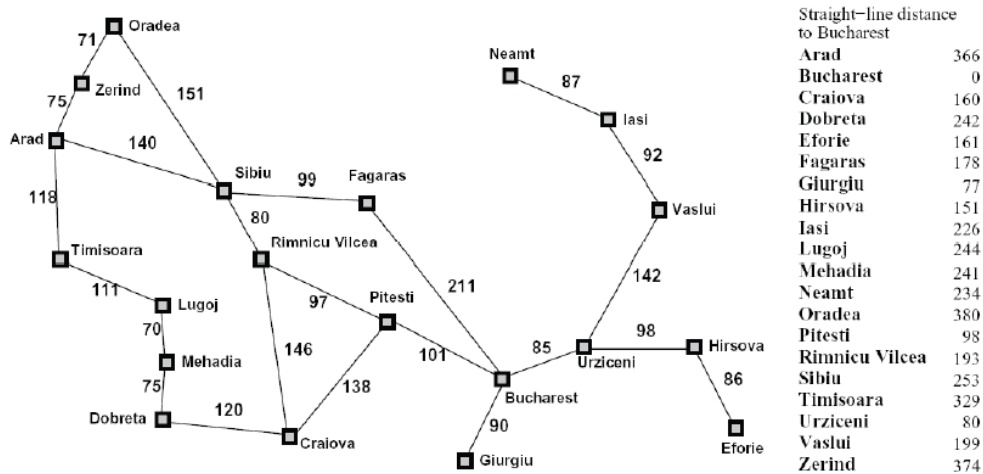 Oradea
71
Zerind
151
75
Arad
140
118
Sibiu
99
Fagaras
80
Rimnicu Vilcea
Timisoara
111
Lugoj
70
Mehadia
75
Dobreta
120
Craiova
146
97
Pitesti
138
101
211
Bucharest
90
Giurgiu
85
Urziceni
98
Hirsova
86
Eforie
142
Vaslui
92
Iasi
87
Neamt
Straight-line distance
to Bucharest
Arad 366
Bucharest 0
Craiova 160
Dobreta 242
Eforie 161
Fagaras 178
Giurgiu 77
Hirsova 151
Iasi 226
Lugoj 244
Mehadia 241
Neamt 234
Oradea 380
Pitesti 98
Rimnicu Vilcea 193
Sibiu 253
Timisoara 329
Urziceni 80
Vaslui 199
Zerind 374